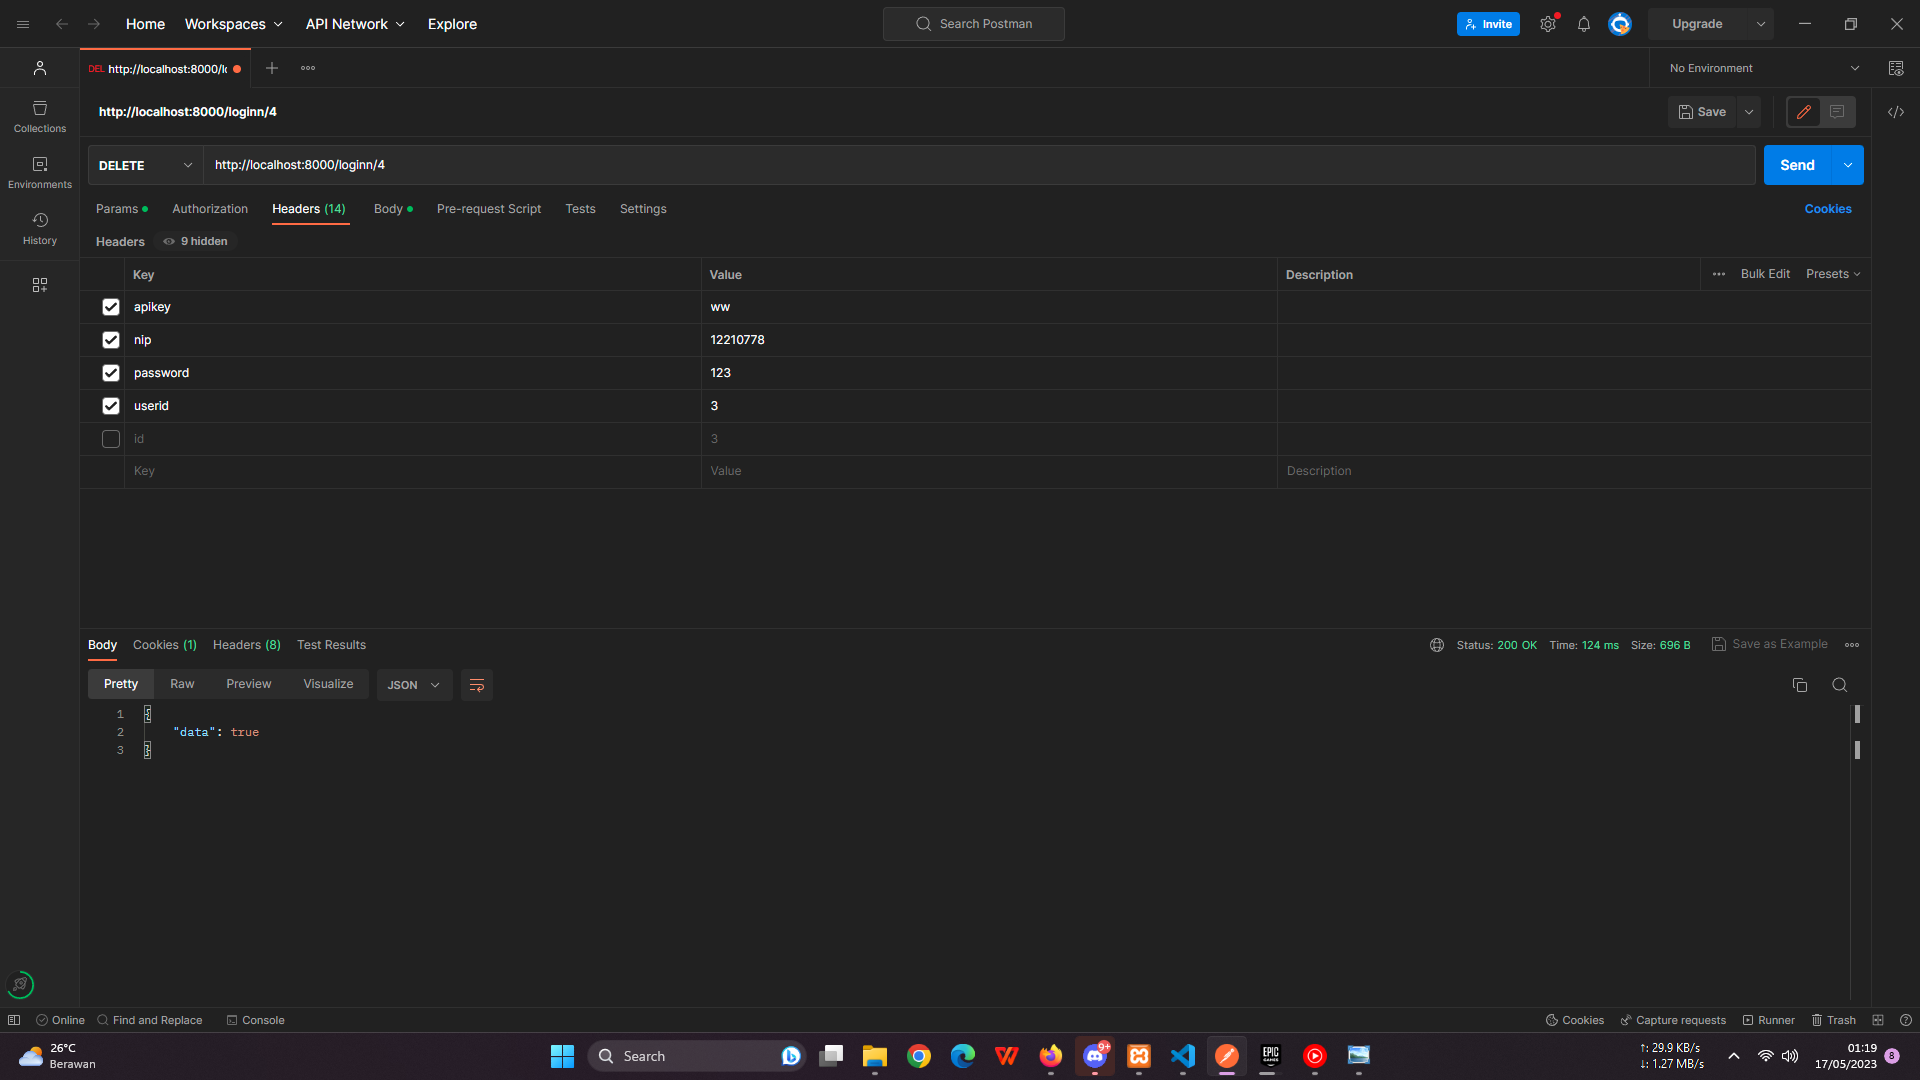 Home Workspaces API Network Explore Search Postman Invite Upgrade
DEL http://localhost:8000/lo No Environment
http://localhost:8000/loginn/4 Save
Collections
DELETE http://localhost:8000/loginn/4 Send
Environments
Params Authorization Headers (14) Body Pre-request Script Tests Settings Cookies
History
Headers 9 hidden
Key Value Description Bulk Edit Presets
apikey ww
nip 12210778
password 123
userid 3
id 3
Key Value Description
Body Cookies (1) Headers (8) Test Results Status: 200 OK Time: 124 ms Size: 696 B Save as Example
Pretty Raw Preview Visualize JSON
1 {
2 "data": true
3 }
Online Find and Replace Console Cookies Capture requests Runner Trash
26°C
Berawan
Search
9+
EPIC
GAMES
↑: 29.9 KB/s
↓: 1.27 MB/s
01:19
17/05/2023
8